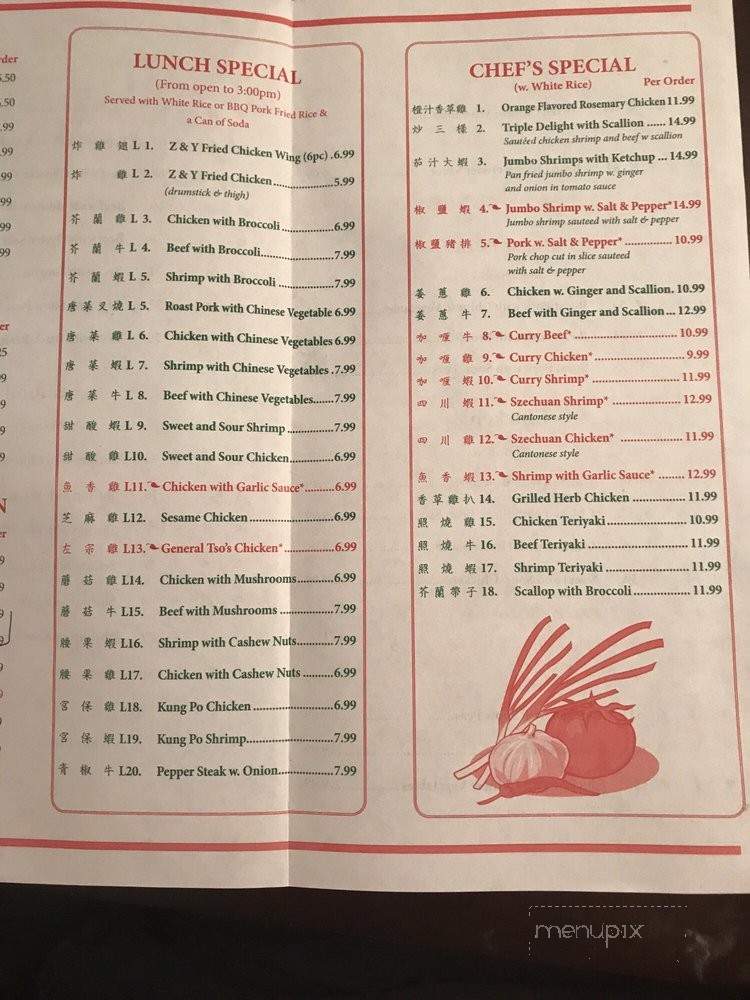 rder
5.50
.50
.99
.99
99
99
99
er
25
99
9
9
9
N
er
LUNCH SPECIAL
(From open to 3:00pm)
Served with White Rice or BBQ Pork Fried Rice &
a Can of Soda
炸 雞 翅 L 1. Z & Y Fried Chicken Wing (6pc) .6.99
炸 雞 L 2. Z & Y Fried Chicken ..................5.99
(drumstick & thigh)
芥 蘭 雞 L 3. Chicken with Broccoli ...............6.99
芥 蘭 牛 L 4. Beef with Broccoli.....................7.99
芥 蘭 蝦 L 5. Shrimp with Broccoli ...............7.99
唐菜叉燒 L 5. Roast Pork with Chinese Vegetable 6.99
唐 菜 雞 L 6. Chicken with Chinese Vegetables 6.99
唐 菜 蝦 L 7. Shrimp with Chinese Vegetables .7.99
唐 菜 牛 L 8. Beef with Chinese Vegetables......7.99
甜 酸 蝦 L 9. Sweet and Sour Shrimp .............7.99
甜 酸 雞 L10. Sweet and Sour Chicken.............6.99
魚 香 雞 L11. Chicken with Garlic Sauce*.........6.99
芝 麻 雞 L12. Sesame Chicken .........................6.99
左 宗 雞 L13. General Tso's Chicken*................6.99
蘑 菇 雞 L14. Chicken with Mushrooms...........6.99
蘑 菇 牛 L15. Beef with Mushrooms ................7.99
腰 果 蝦 L16. Shrimp with Cashew Nuts...........7.99
腰 果 雞 L17. Chicken with Cashew Nuts .........6.99
宮 保 雞 L18. Kung Po Chicken ........................6.99
宮 保 蝦 L19. Kung Po Shrimp..........................7.99
青 椒 牛 L20. Pepper Steak w. Onion.................7.99
CHEF'S SPECIAL
(w. White Rice)
Per Order
橙汁香草雞 1. Orange Flavored Rosemary Chicken 11.99
炒 三 樣 2. Triple Delight with Scallion ...... 14.99
Sautéed chicken shrimp and beef w scallion
茄汁大蝦 3. Jumbo Shrimps with Ketchup ... 14.99
Pan fried jumbo shrimp w. ginger
and onion in tomato sauce
椒 鹽 蝦 4. Jumbo Shrimp w. Salt & Pepper*14.99
Jumbo shrimp sauteed with salt & pepper
椒鹽豬排 5. Pork w. Salt & Pepper* .............. 10.99
Pork chop cut in slice sauteed
with salt & pepper
姜 蔥 雞 6. Chicken w. Ginger and Scallion. 10.99
姜 蔥 牛 7. Beef with Ginger and Scallion... 12.99
咖 喱 牛 8. Curry Beef* ............................... 10.99
咖 喱 雞 9. Curry Chicken* ........................... 9.99
咖 喱 蝦 10. Curry Shrimp* .......................... 11.99
四 川 蝦 11. Szechuan Shrimp* .................... 12.99
Cantonese style
四 川 雞 12. Szechuan Chicken* .................. 11.99
Cantonese style
魚 香 蝦 13. Shrimp with Garlic Sauce* ....... 12.99
香草雞扒 14. Grilled Herb Chicken ................ 11.99
照 燒 雞 15. Chicken Teriyaki........................ 10.99
照 燒 牛 16. Beef Teriyaki .............................. 11.99
照 燒 蝦 17. Shrimp Teriyaki ......................... 11.99
芥蘭帶子 18. Scallop with Broccoli.................. 11.99
menupix